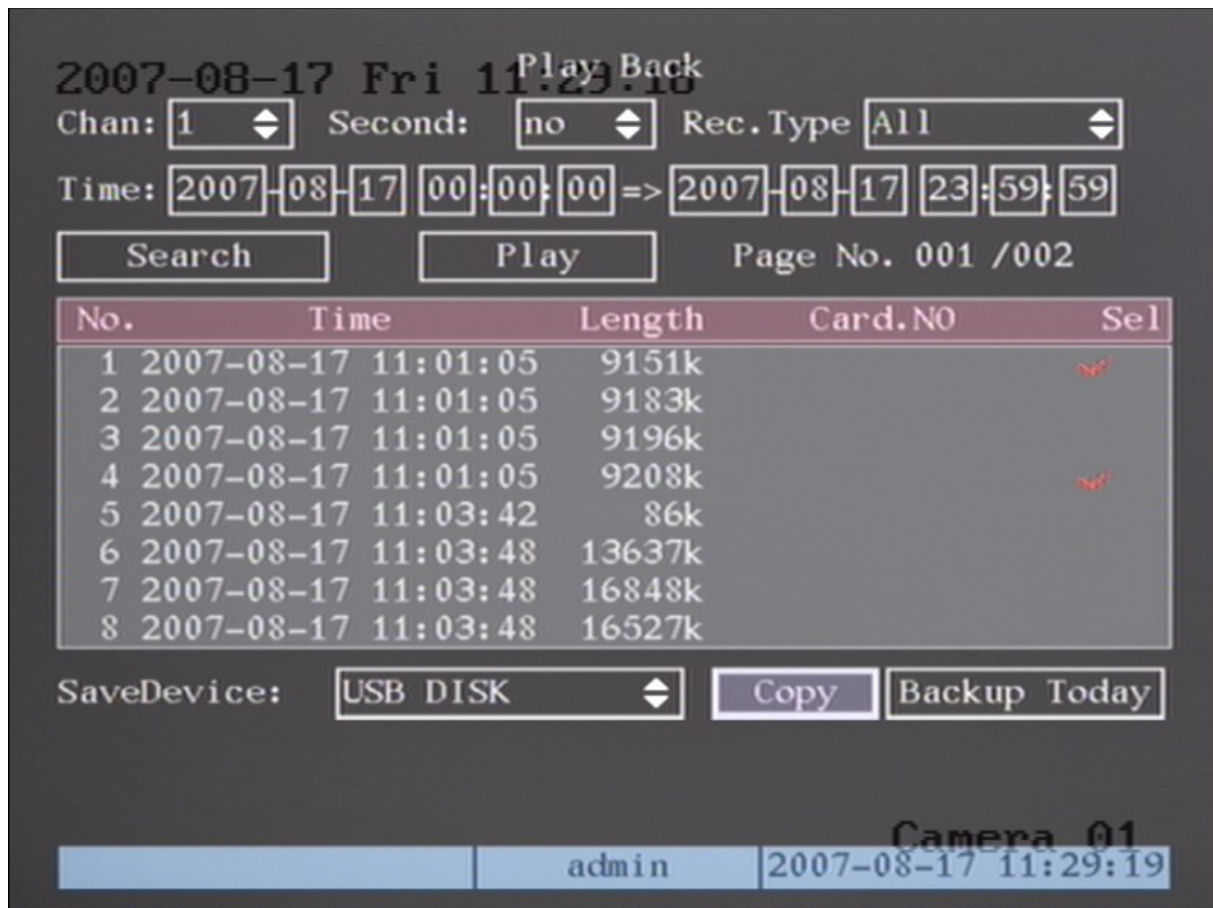 Play Back
2007-08-17 Fri 11:29:18
Chan: 1 Second: no Rec.Type All
Time: 2007-08-17 00:00:00 => 2007-08-17 23:59:59
Search Play Page No. 001 /002
No. Time Length Card.NO Sel
1 2007-08-17 11:01:05 9151k
2 2007-08-17 11:01:05 9183k
3 2007-08-17 11:01:05 9196k
4 2007-08-17 11:01:05 9208k
5 2007-08-17 11:03:42 86k
6 2007-08-17 11:03:48 13637k
7 2007-08-17 11:03:48 16848k
8 2007-08-17 11:03:48 16527k
SaveDevice: USB DISK Copy Backup Today
Camera 01
admin 2007-08-17 11:29:19